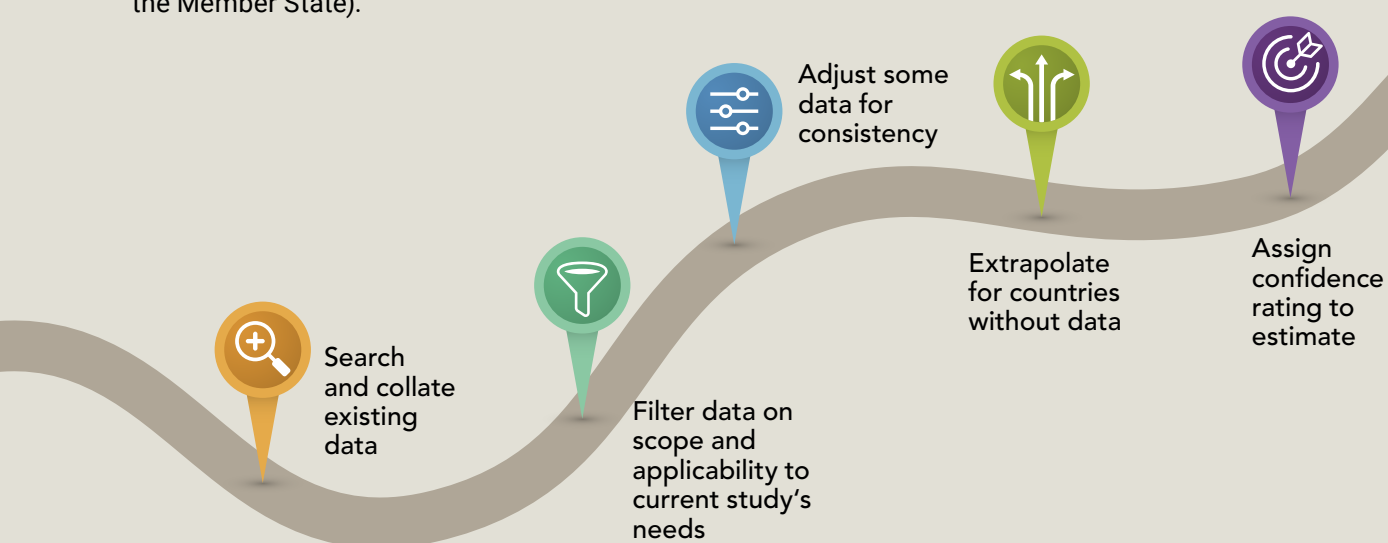 the Member State).
Search
and collate
existing
data
Filter data on
scope and
applicability to
current study's
needs
Adjust some
data for
consistency
Extrapolate
for countries
without data
Assign
confidence
rating to
estimate